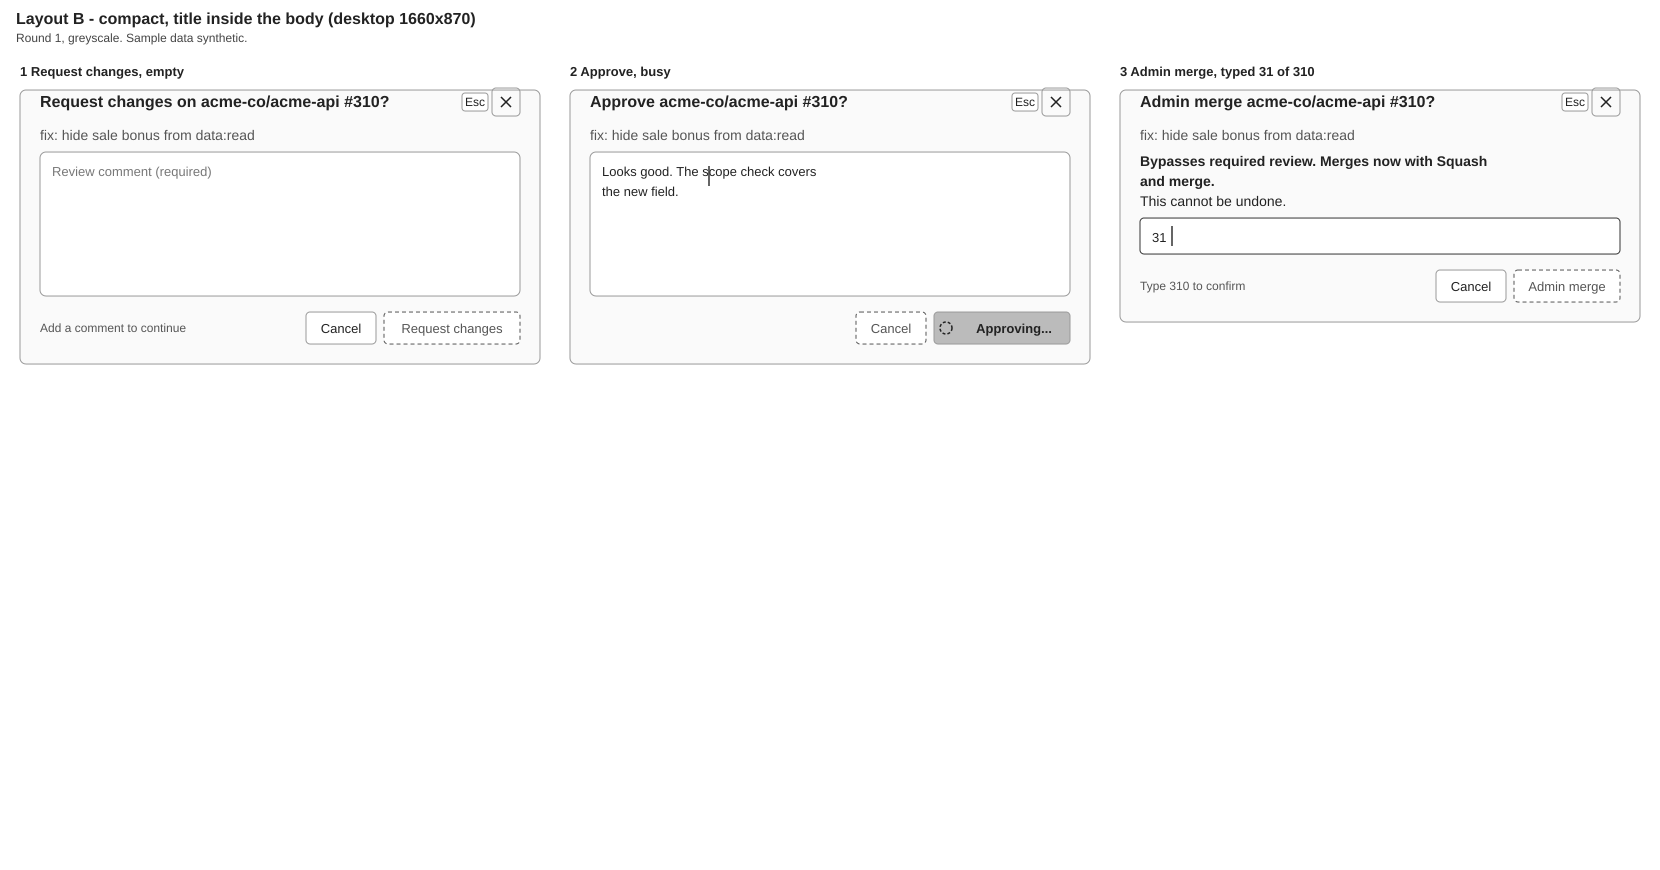 Layout B - compact, title inside the body (desktop 1660x870)
Round 1, greyscale. Sample data synthetic.
1 Request changes, empty
Request changes on acme-co/acme-api #310?
Esc
fix: hide sale bonus from data:read
Review comment (required)
Add a comment to continue
Cancel
Request changes
2 Approve, busy
Approve acme-co/acme-api #310?
Esc
fix: hide sale bonus from data:read
Looks good. The scope check covers
the new field.
Cancel
Approving...
3 Admin merge, typed 31 of 310
Admin merge acme-co/acme-api #310?
Esc
fix: hide sale bonus from data:read
Bypasses required review. Merges now with Squash
and merge.
This cannot be undone.
31
Type 310 to confirm
Cancel
Admin merge